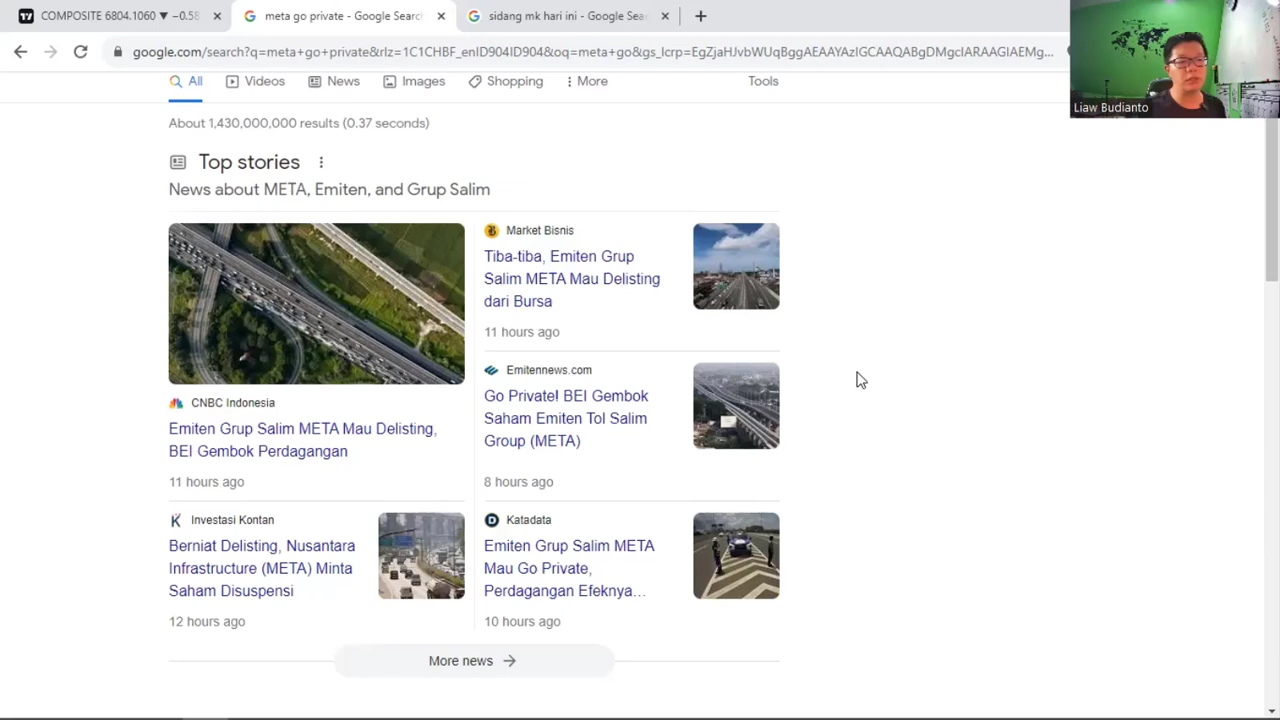 COMPOSITE 6804.1060 ▼ −0.58
meta go private - Google Search
sidang mk hari ini - Google Sea
google.com/search?q=meta+go+private&rlz=1C1CHBF_enID904ID904&oq=meta+go&gs_lcrp=
All
Videos
News
Images
Shopping
More
Tools
Liaw Budianto
About 1,430,000,000 results (0.37 seconds)
Top stories
News about META, Emiten, and Grup Salim
CNBC Indonesia
Emiten Grup Salim META Mau Delisting,
BEI Gembok Perdagangan
11 hours ago
Market Bisnis
Tiba-tiba, Emiten Grup
Salim META Mau Delisting
dari Bursa
11 hours ago
Emitennews.com
Go Private! BEI Gembok
Saham Emiten Tol Salim
Group (META)
8 hours ago
Investasi Kontan
Berniat Delisting, Nusantara
Infrastructure (META) Minta
Saham Disuspensi
12 hours ago
Katadata
Emiten Grup Salim META
Mau Go Private,
Perdagangan Efeknya…
10 hours ago
More news